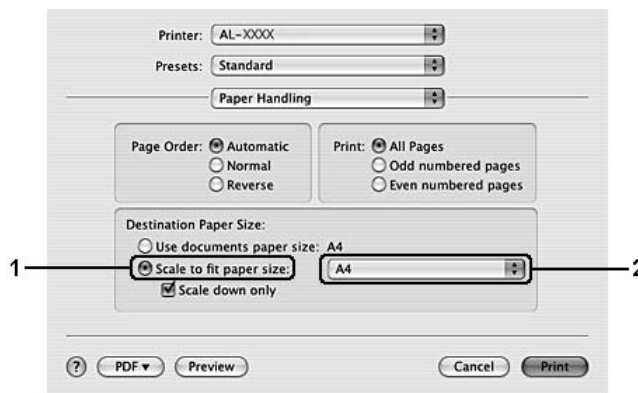 Printer: AL-XXXX
Presets: Standard
Paper Handling
Page Order: Automatic
Normal
Reverse
Print: All Pages
Odd numbered pages
Even numbered pages
Destination Paper Size:
Use documents paper size: A4
1
Scale to fit paper size: A4
2
Scale down only
? PDF Preview Cancel Print